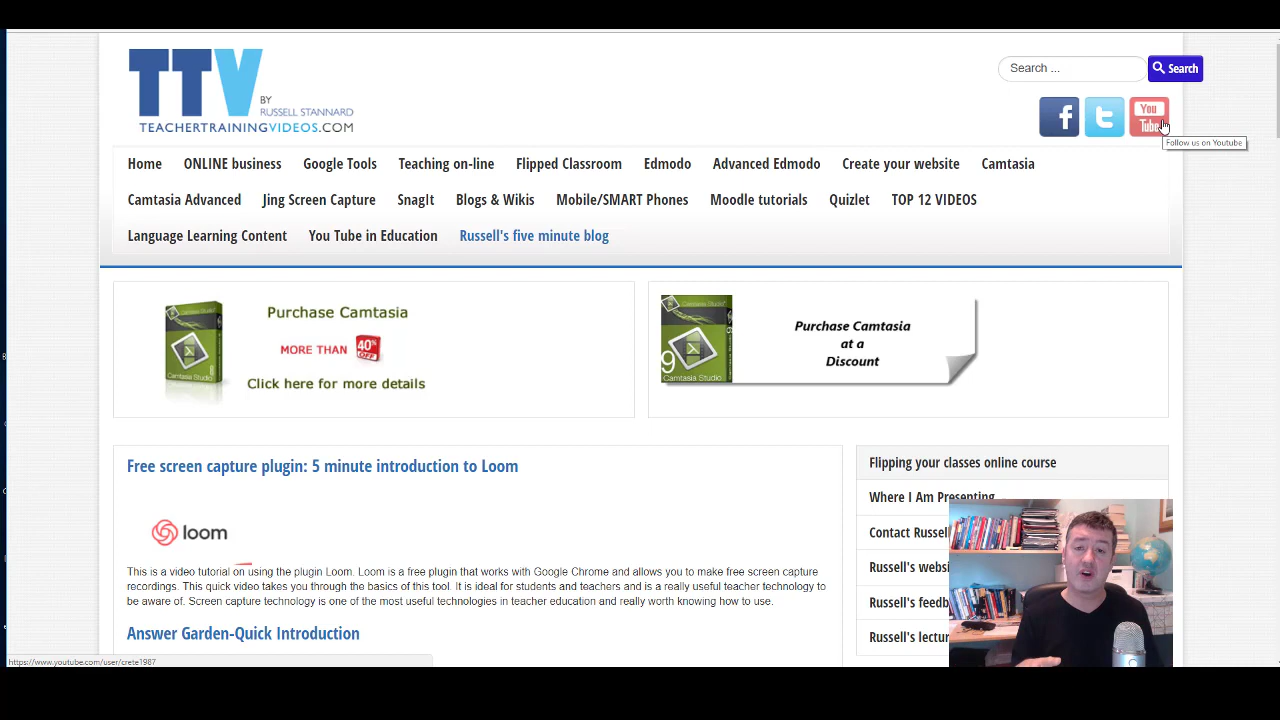 TTV
BY
RUSSELL STANNARD
TEACHERTRAININGVIDEOS.COM
Search ...
Search
f
You
Tube
Follow us on Youtube
Home ONLINE business Google Tools Teaching on-line Flipped Classroom Edmodo Advanced Edmodo Create your website Camtasia
Camtasia Advanced Jing Screen Capture SnagIt Blogs & Wikis Mobile/SMART Phones Moodle tutorials Quizlet TOP 12 VIDEOS
Language Learning Content You Tube in Education Russell's five minute blog
Purchase Camtasia
MORE THAN 40% OFF
Click here for more details
Camtasia Studio 8
Purchase Camtasia
at a
Discount
9
Camtasia Studio 9
Free screen capture plugin: 5 minute introduction to Loom
loom
This is a video tutorial on using the plugin Loom. Loom is a free plugin that works with Google Chrome and allows you to make free screen capture
recordings. This quick video takes you through the basics of this tool. It is ideal for students and teachers and is a really useful teacher technology to
be aware of. Screen capture technology is one of the most useful technologies in teacher education and really worth knowing how to use.
Answer Garden-Quick Introduction
Flipping your classes online course
Where I Am Presenting
Contact Russell
Russell's websi
Russell's feedb
Russell's lectur
https://www.youtube.com/user/crete1987